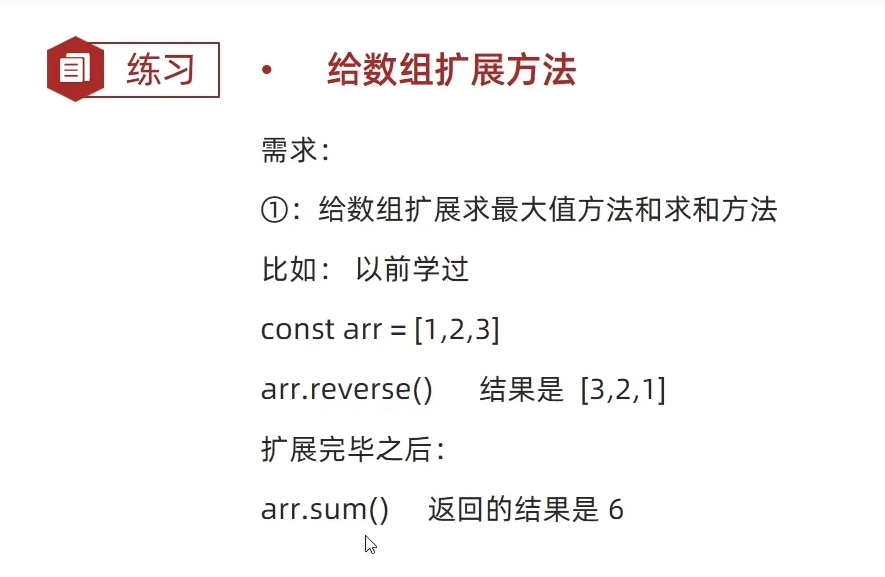 练习 • 给数组扩展方法
需求：
①：给数组扩展求最大值方法和求和方法
比如： 以前学过
const arr = [1,2,3]
arr.reverse() 结果是 [3,2,1]
扩展完毕之后：
arr.sum() 返回的结果是 6